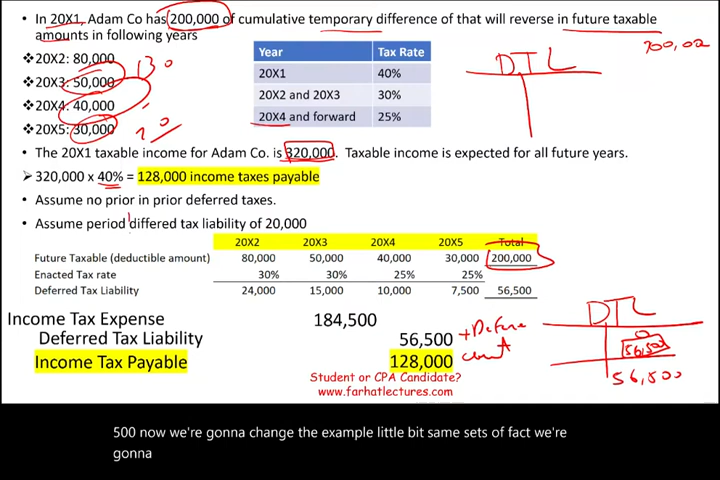 • In 20X1, Adam Co has 200,000 of cumulative temporary difference of that will reverse in future taxable
amounts in following years
❖20X2: 80,000
❖20X3: 50,000
❖20X4: 40,000
❖20X5: 30,000
130
DTL
Year Tax Rate
20X1 40%
20X2 and 20X3 30%
20X4 and forward 25%
• The 20X1 taxable income for Adam Co. is 320,000. Taxable income is expected for all future years.
➢ 320,000 x 40% = 128,000 income taxes payable
• Assume no prior in prior deferred taxes.
• Assume period differed tax liability of 20,000
20X2 20X3 20X4 20X5 Total
Future Taxable (deductible amount) 80,000 50,000 40,000 30,000 200,000
Enacted Tax rate 30% 30% 25% 25%
Deferred Tax Liability 24,000 15,000 10,000 7,500 56,500
Income Tax Expense 184,500
Deferred Tax Liability 56,500
Income Tax Payable 128,000
DTL
0
56,500
56,500
Student or CPA Candidate?
www.farhatlectures.com
500 now we're gonna change the example little bit same sets of fact we're
gonna